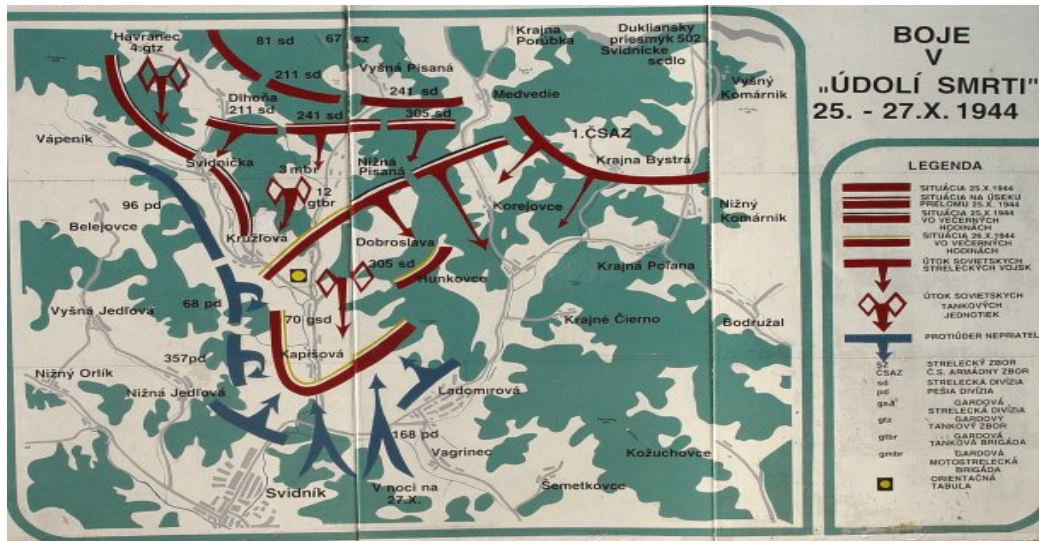 BOJE
V
„ÚDOLÍ SMRTI"
25. - 27.X. 1944
Havranec
4 gtz
81 sd
67 sz
Krajna
Porúbka
Dukliansky
priesmyk 502
Svidnícke
sedlo
211 sd
Vyšná Pisaná
Vyšný
Komárnik
Dlhoňa
211 sd
241 sd
241 sd
305 sd
Medvedie
Vápeník
1.ČSAZ
Svidnička
3 mbr
Nižná
Pisaná
Krajna Bystrá
12
gtbr
96 pd
Korejovce
Nižný
Komárnik
Belejovce
Kružľová
Dobroslava
305 sd
Hunkovce
Krajná Poľana
68 pd
Vyšná Jedľová
70 gsd
Krajné Čierno
Bodružal
Kapišová
357pd
Nižný Orlík
Nižná Jedľová
Ladomirová
168 pd
Vagrinec
Kožuchovce
Svidník
V noci na
27.X.
Šemetkovce
LEGENDA
SITUÁCIA 25.X.1944
SITUÁCIA NA ÚSEKU
PRELOMU 25.X.1944
SITUÁCIA 25.X.1944
VO VEČERNÝCH
HODINÁCH
SITUÁCIA 26.X.1944
VO VEČERNÝCH
HODINÁCH
ÚTOK SOVIETSKYCH
STRELECKÝCH VOJSK
ÚTOK SOVIETSKYCH
TANKOVÝCH
JEDNOTIEK
PROTIÚDER NEPRIATEĽ
SZ STRELECKÝ ZBOR
ČSAZ Č.S. ARMÁDNY ZBOR
sd STRELECKÁ DIVÍZIA
pd PEŠIA DIVÍZIA
gsd GARDOVÁ
STRELECKÁ DIVÍZIA
gtz GARDOVÝ
TANKOVÝ ZBOR
gtbr GARDOVÁ
TANKOVÁ BRIGÁDA
gmbr GARDOVÁ
MOTOSTRELECKÁ
BRIGÁDA
ORIENTAČNÁ
TABUĽA